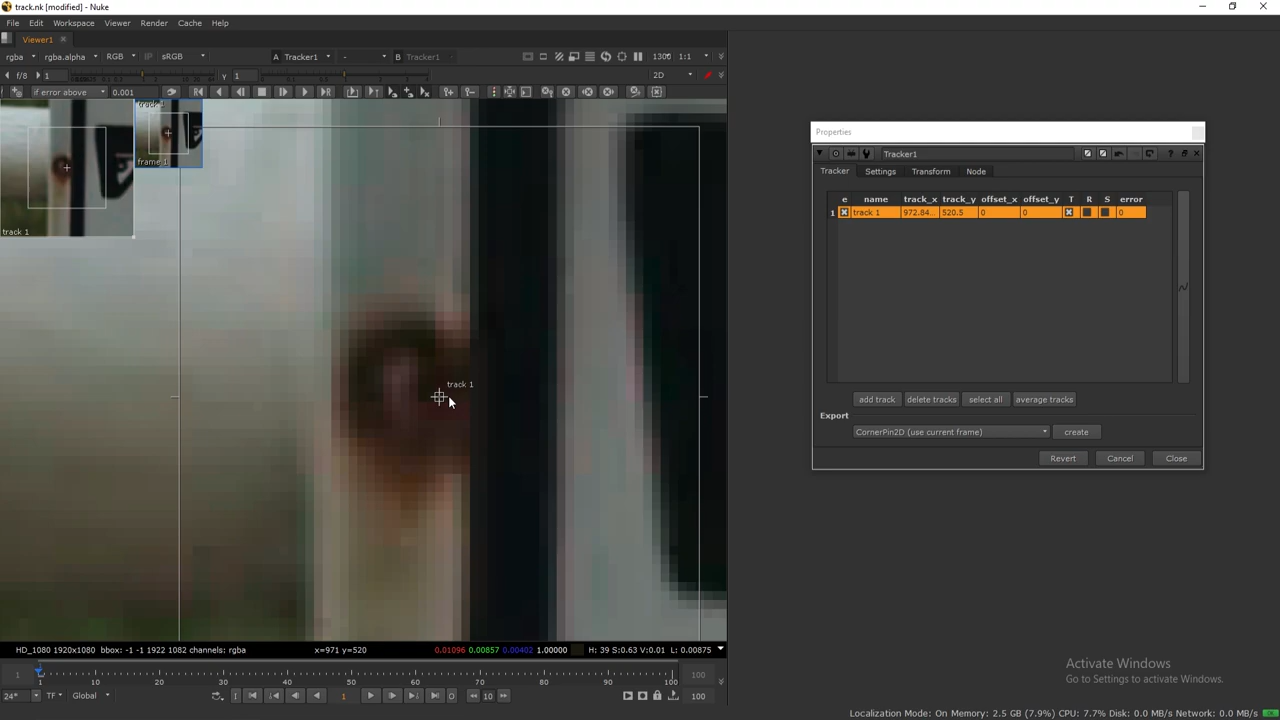 track.nk [modified] - Nuke
File Edit Workspace Viewer Render Cache Help
Viewer1
rgba rgba.alpha RGB IP sRGB A Tracker1 - B Tracker1 1300 1:1
f/8 1 Y 1 2D
if error above 0.001
track 1
frame 1
track 1
track 1
Properties
Tracker1
Tracker Settings Transform Node
e name track_x track_y offset_x offset_y T R S error
1 track 1 972.84... 520.5 0 0 0
add track delete tracks select all average tracks
Export
CornerPin2D (use current frame) create
Revert Cancel Close
HD_1080 1920x1080 bbox: -1 -1 1922 1082 channels: rgba x=971 y=520 0.01096 0.00857 0.00402 1.00000 H: 39 S:0.63 V:0.01 L: 0.00875
1 1 10 20 30 40 50 60 70 80 90 100 100
24* TF Global 1 10 100
Activate Windows
Go to Settings to activate Windows.
Localization Mode: On Memory: 2.5 GB (7.9%) CPU: 7.7% Disk: 0.0 MB/s Network: 0.0 MB/s